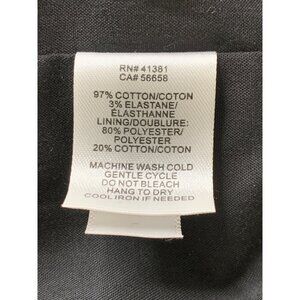 RN# 41381
CA# 56658
97% COTTON/COTON
3% ELASTANE/
ÉLASTHANNE
LINING/DOUBLURE:
80% POLYESTER/
POLYESTER
20% COTTON/COTON
MACHINE WASH COLD
GENTLE CYCLE
DO NOT BLEACH
HANG TO DRY
COOL IRON IF NEEDED